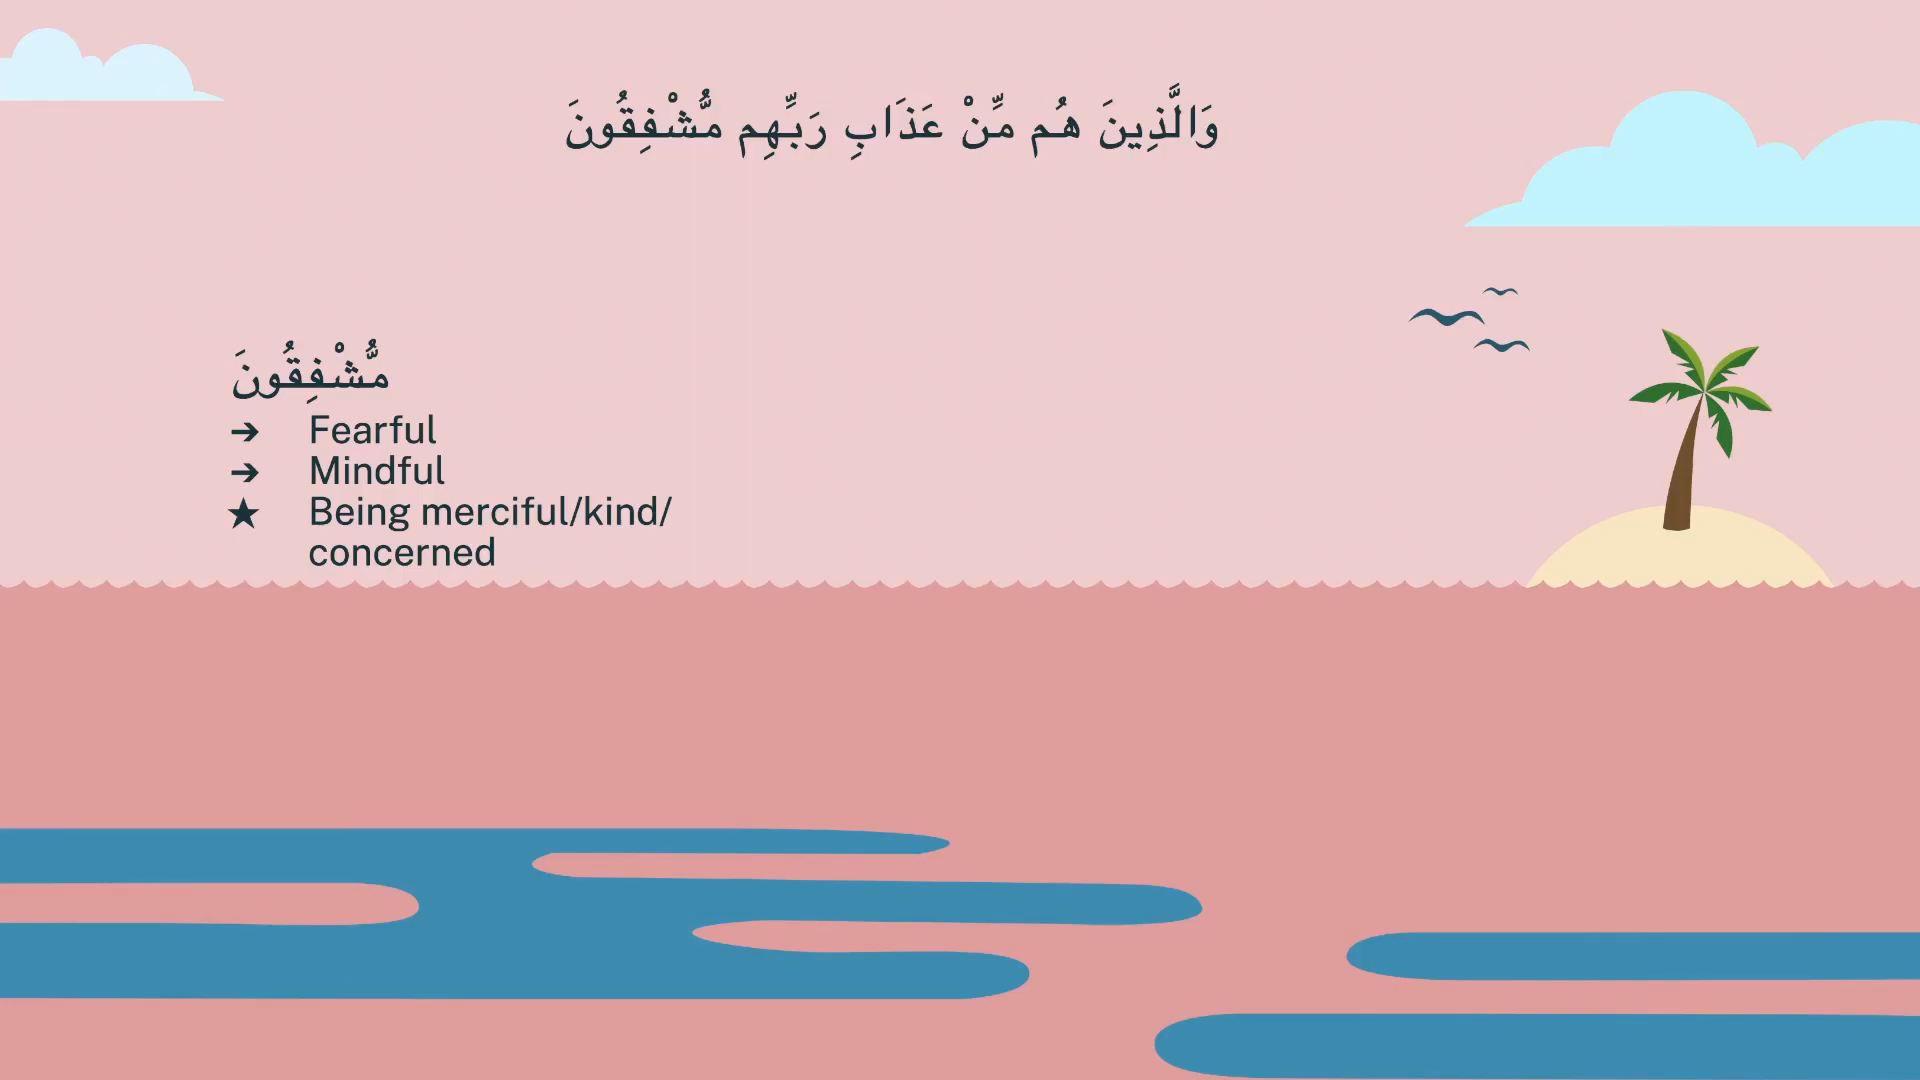 وَالَّذِينَ هُم مِّنْ عَذَابِ رَبِّهِم مُّشْفِقُونَ
مُّشْفِقُونَ
➔ Fearful
➔ Mindful
★ Being merciful/kind/
concerned